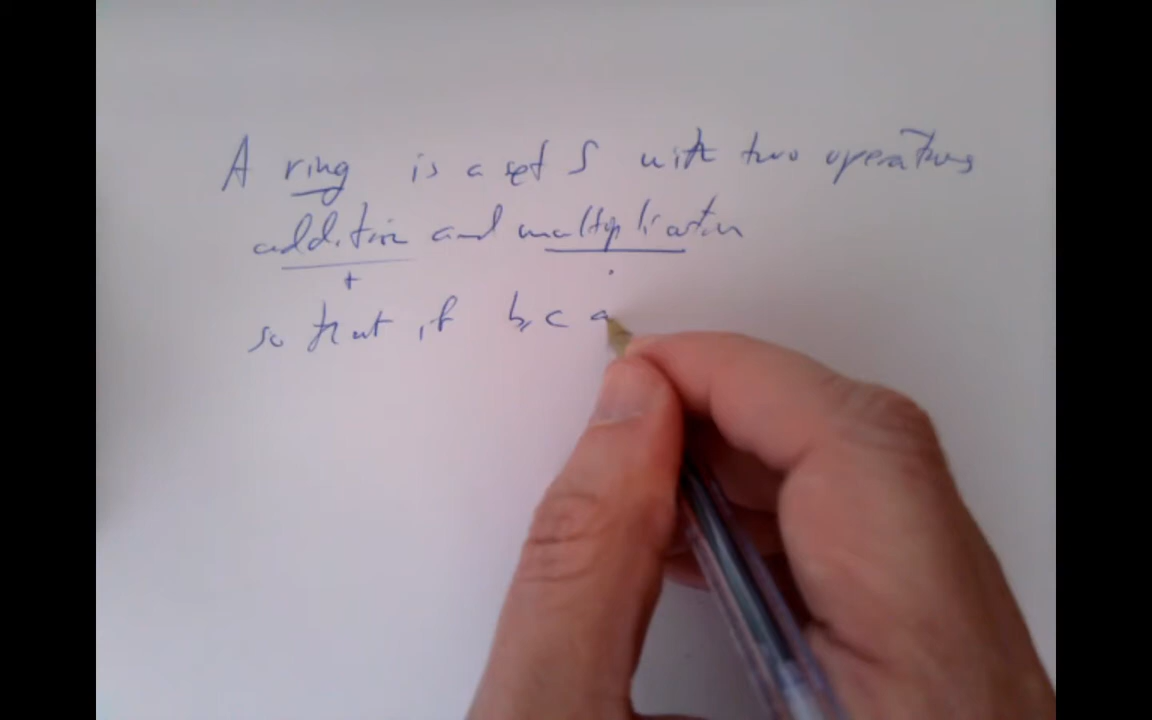 A ring is a set S with two operations
addition and multiplication
+ ·
so that if b, c a